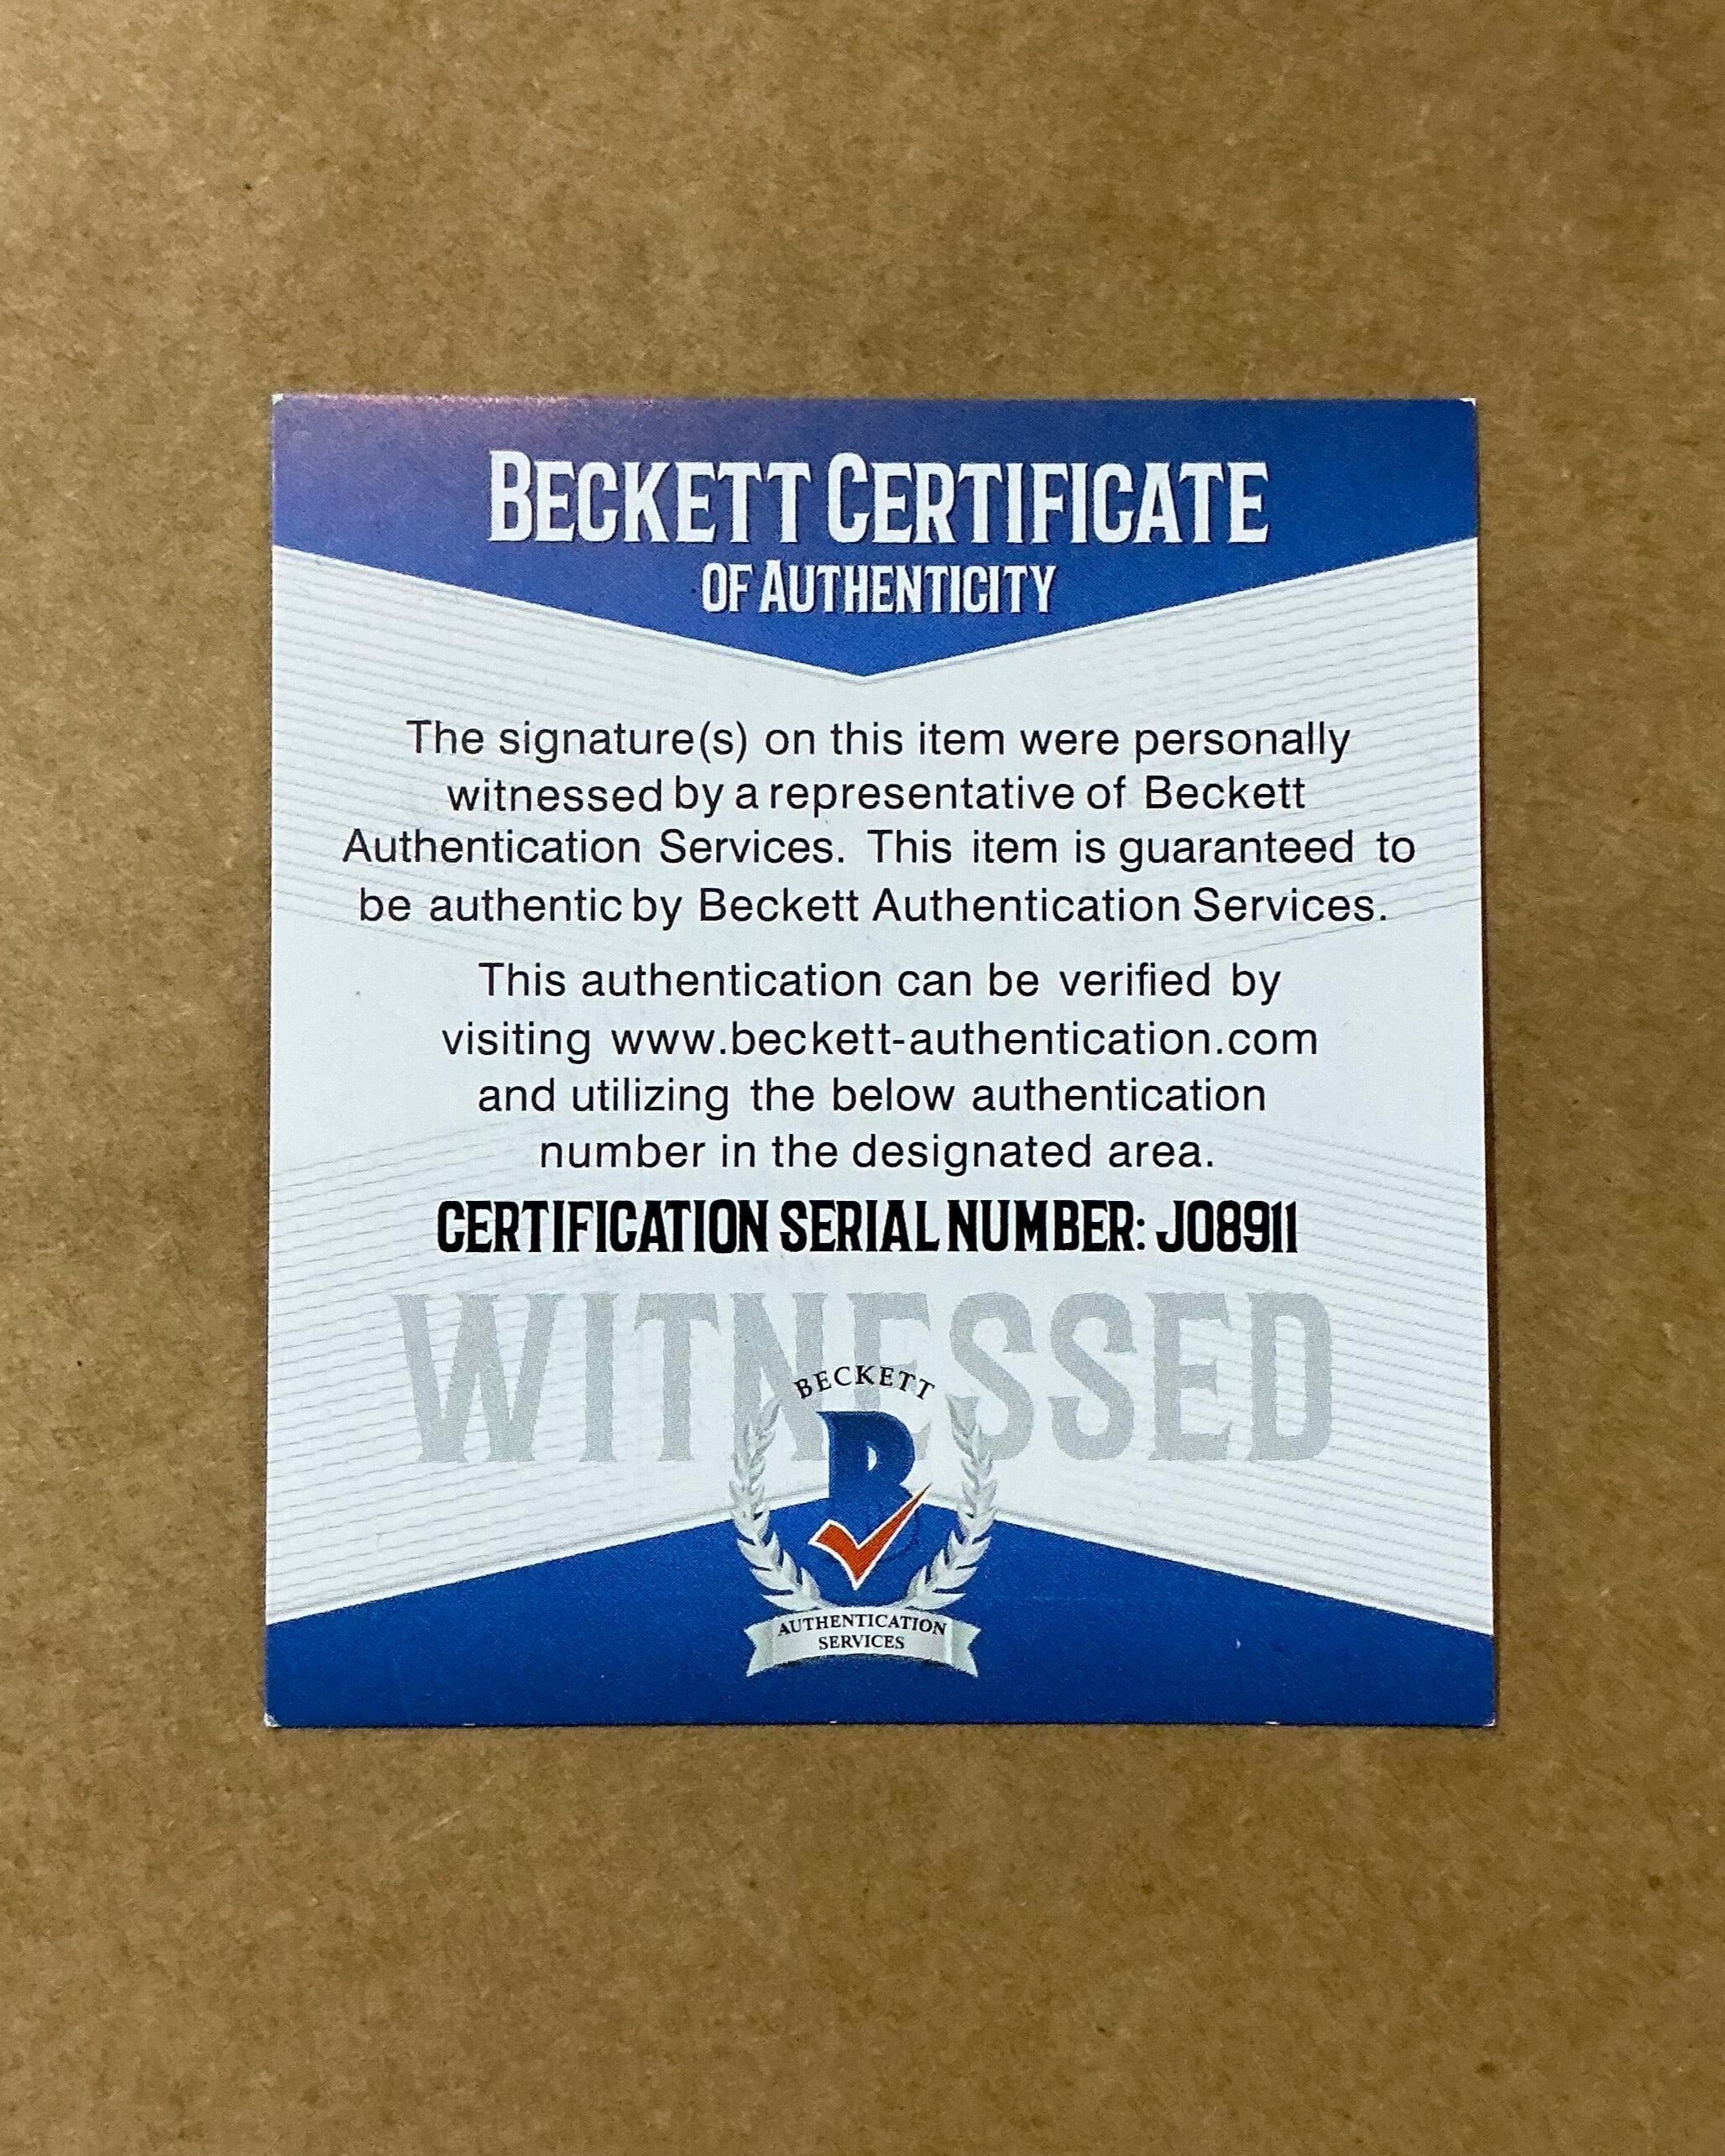 BECKETT CERTIFICATE
OF AUTHENTICITY
The signature(s) on this item were personally
witnessed by a representative of Beckett
Authentication Services. This item is guaranteed to
be authentic by Beckett Authentication Services.
This authentication can be verified by
visiting www.beckett-authentication.com
and utilizing the below authentication
number in the designated area.
CERTIFICATION SERIAL NUMBER: J08911
WITNESSED
BECKETT
B
AUTHENTICATION
SERVICES